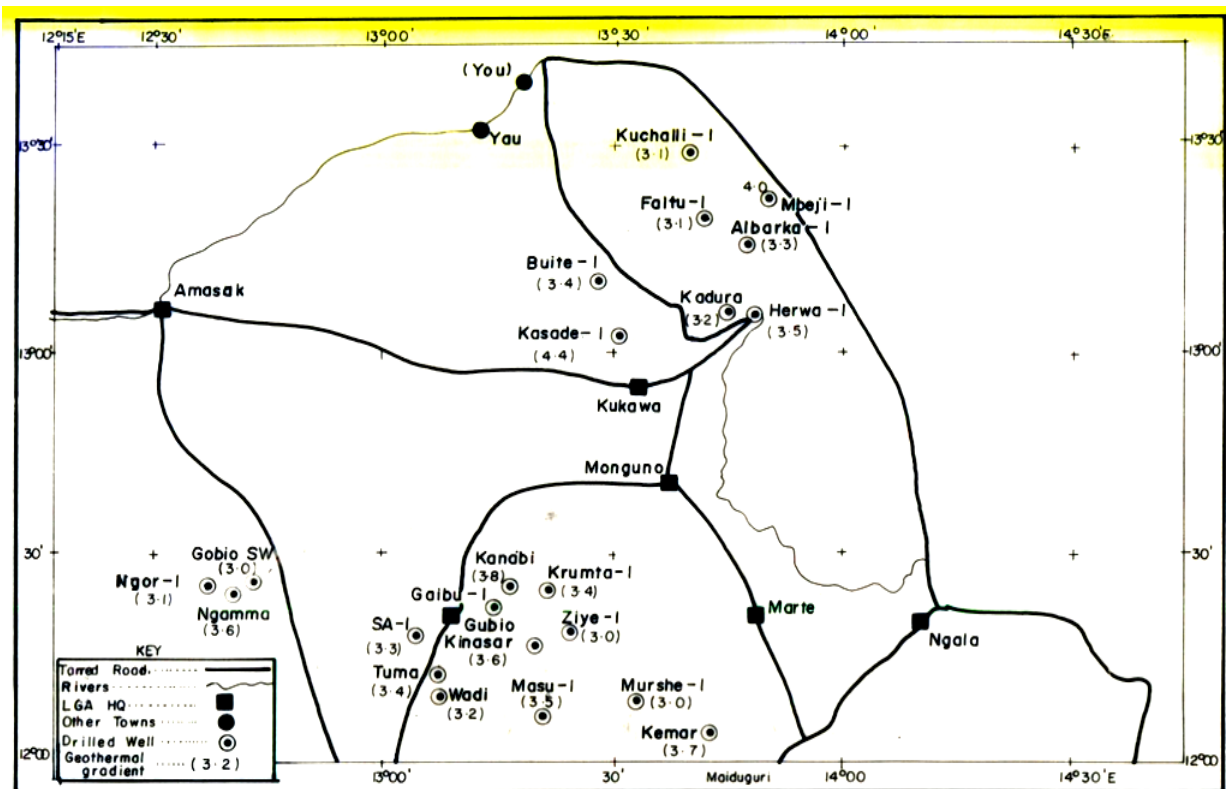 12°15'E 12°30' 13°00' 13°30' 14°00' 14°30'E
(You)
Yau
13°30' 13°30'
Kuchalli-1
(3·1)
4·0
Mbeji-1
Faltu-1
(3·1)
Albarka-1
(3·3)
Buite-1
(3·4)
Amasak
Kadura
(3·2)
Herwa-1
(3·5)
Kasade-1
(4·4)
13°00' 13°00'
Kukawa
Monguno
30' 30'
Gobio SW
(3·0)
Ngor-1
(3·1)
Ngamma
(3·6)
Kanabi
(3·8)
Krumta-1
(3·4)
Gaibu-1
Gubio
Marte
SA-1
(3·3)
Ziye-1
(3·0)
Kinasar
(3·6)
Ngala
Tuma
(3·4)
Wadi
(3·2)
Masu-1
(3·5)
Murshe-1
(3·0)
Kemar
(3·7)
KEY
Tarred Road
Rivers
LGA HQ
Other Towns
Drilled Well
Geothermal
gradient (3·2)
12°00 12°00
13°00' 30' Maiduguri 14°00 14°30'E